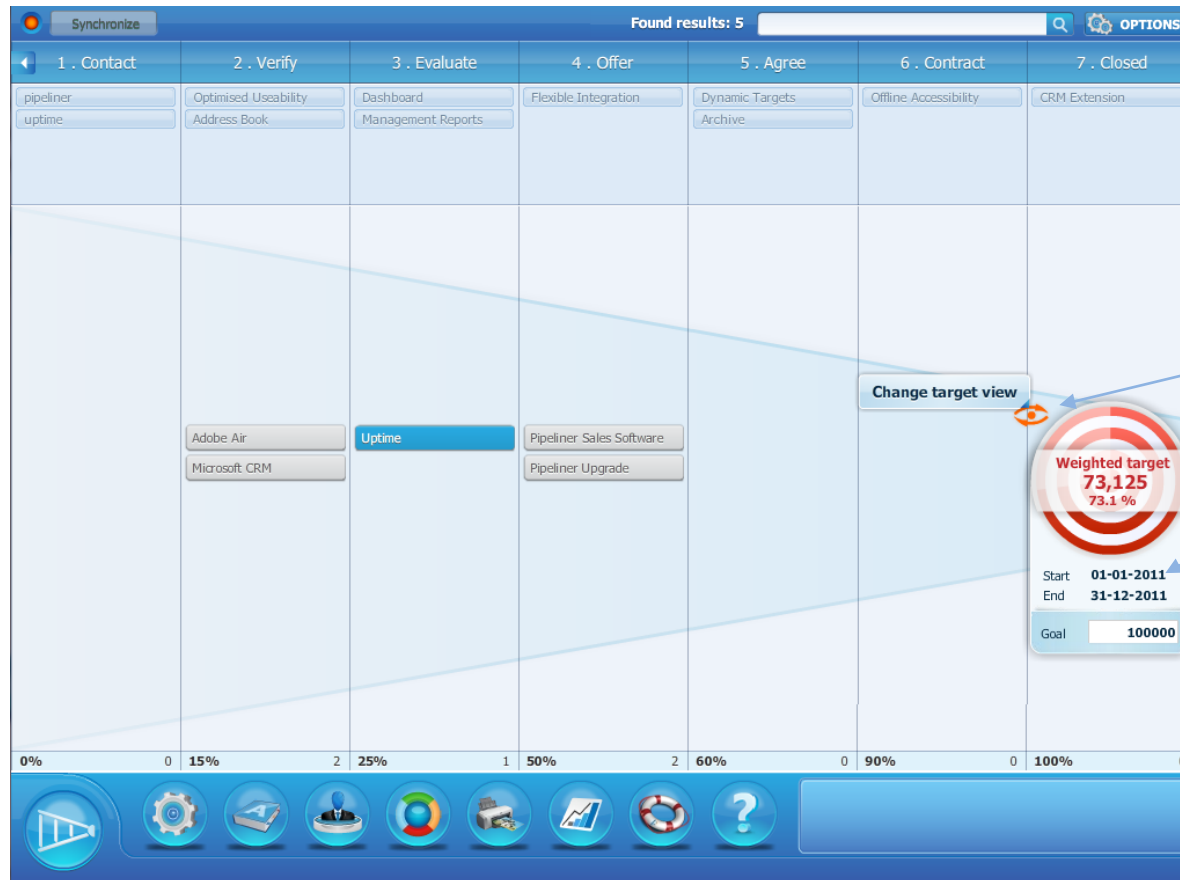 Synchronize
Found results: 5
OPTIONS
1 . Contact
2 . Verify
3 . Evaluate
4 . Offer
5 . Agree
6 . Contract
7 . Closed
pipeliner
Optimised Useability
Dashboard
Flexible Integration
Dynamic Targets
Offline Accessibility
CRM Extension
uptime
Address Book
Management Reports
Archive
Change target view
Adobe Air
Uptime
Pipeliner Sales Software
Microsoft CRM
Pipeliner Upgrade
Weighted target
73,125
73.1 %
Start 01-01-2011
End 31-12-2011
Goal 100000
0% 0 15% 2 25% 1 50% 2 60% 0 90% 0 100%
A
?